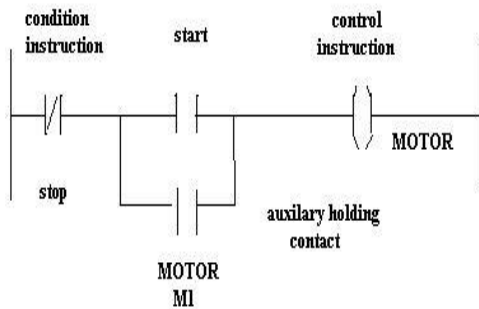 condition
instruction
start
control
instruction
MOTOR
stop
auxilary holding
contact
MOTOR
M1